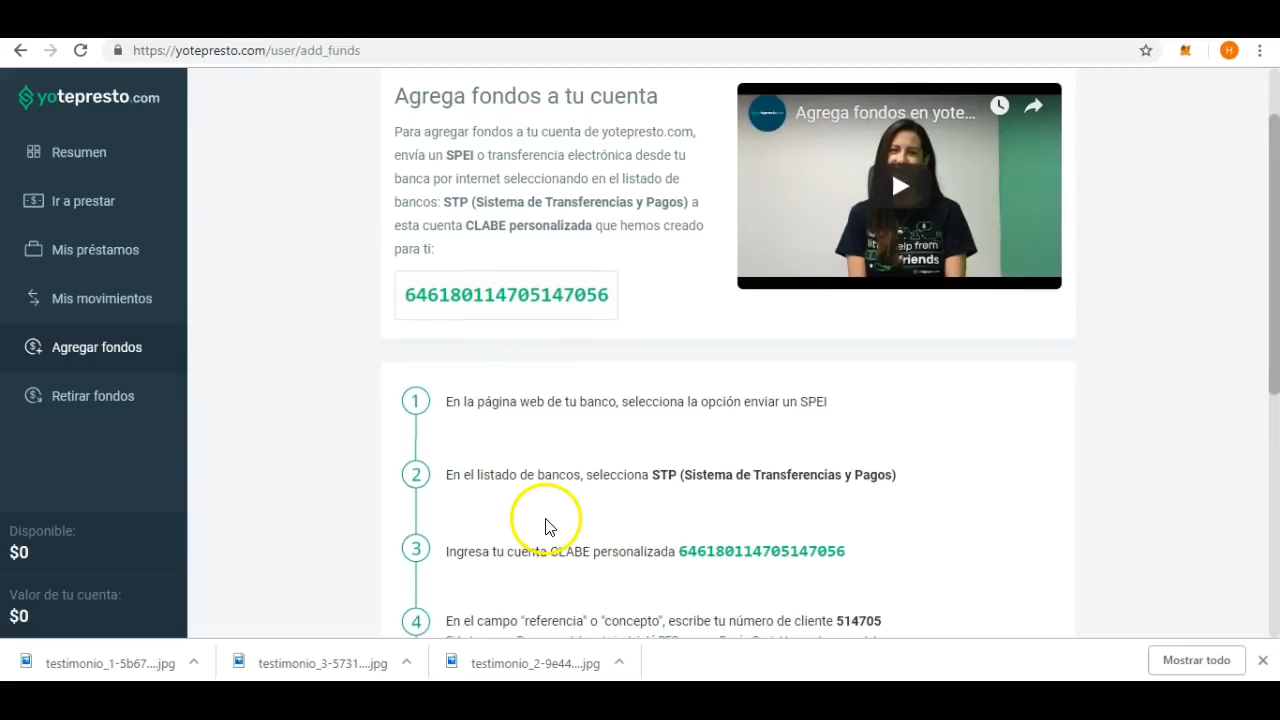 https://yotepresto.com/user/add_funds
H
yotepresto.com
Resumen
Ir a prestar
Mis préstamos
Mis movimientos
Agregar fondos
Retirar fondos
Disponible:
$0
Valor de tu cuenta:
$0
Agrega fondos a tu cuenta
Para agregar fondos a tu cuenta de yotepresto.com,
envía un SPEI o transferencia electrónica desde tu
banca por internet seleccionando en el listado de
bancos: STP (Sistema de Transferencias y Pagos) a
esta cuenta CLABE personalizada que hemos creado
para ti:
646180114705147056
Agrega fondos en yote...
help from
friends
1
En la página web de tu banco, selecciona la opción enviar un SPEI
2
En el listado de bancos, selecciona STP (Sistema de Transferencias y Pagos)
3
Ingresa tu cuenta CLABE personalizada 646180114705147056
4
En el campo "referencia" o "concepto", escribe tu número de cliente 514705
testimonio_1-5b67....jpg
testimonio_3-5731....jpg
testimonio_2-9e44....jpg
Mostrar todo